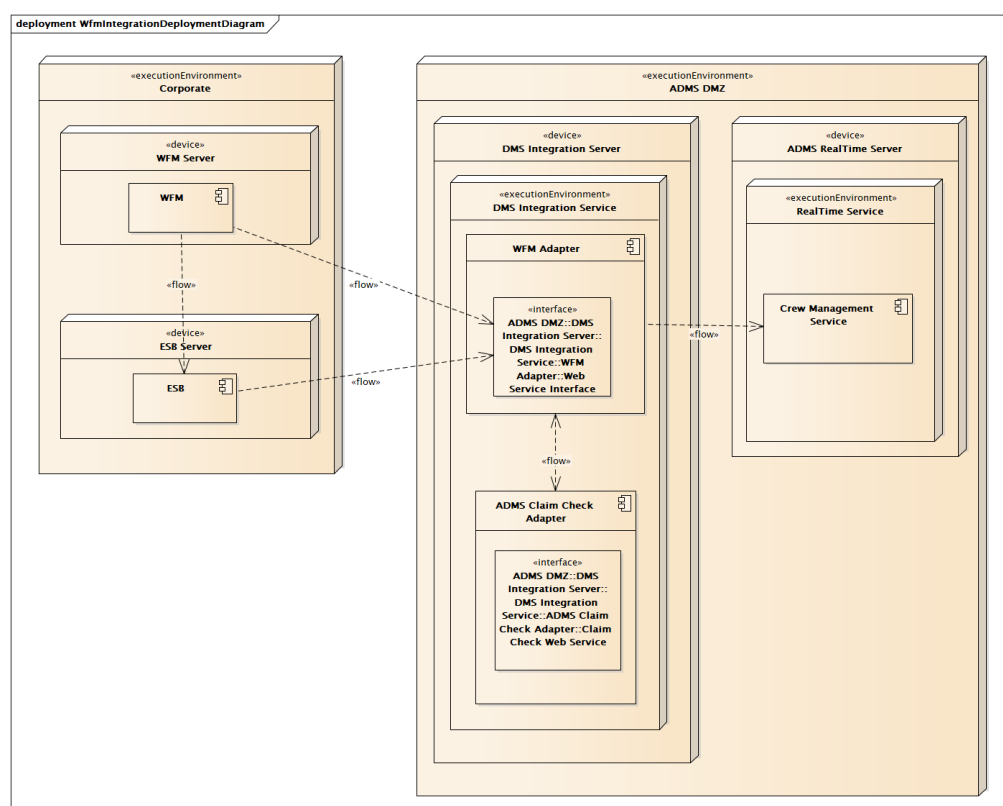 deployment WfmIntegrationDeploymentDiagram
«executionEnvironment»
Corporate
«device»
WFM Server
WFM
«flow»
«flow»
«device»
ESB Server
ESB
«flow»
«executionEnvironment»
ADMS DMZ
«device»
DMS Integration Server
«executionEnvironment»
DMS Integration Service
WFM Adapter
«interface»
ADMS DMZ::DMS
Integration Server::
DMS Integration
Service::WFM
Adapter::Web
Service Interface
«flow»
«flow»
ADMS Claim Check
Adapter
«interface»
ADMS DMZ::DMS
Integration Server::
DMS Integration
Service::ADMS Claim
Check Adapter::Claim
Check Web Service
«device»
ADMS RealTime Server
«executionEnvironment»
RealTime Service
Crew Management
Service